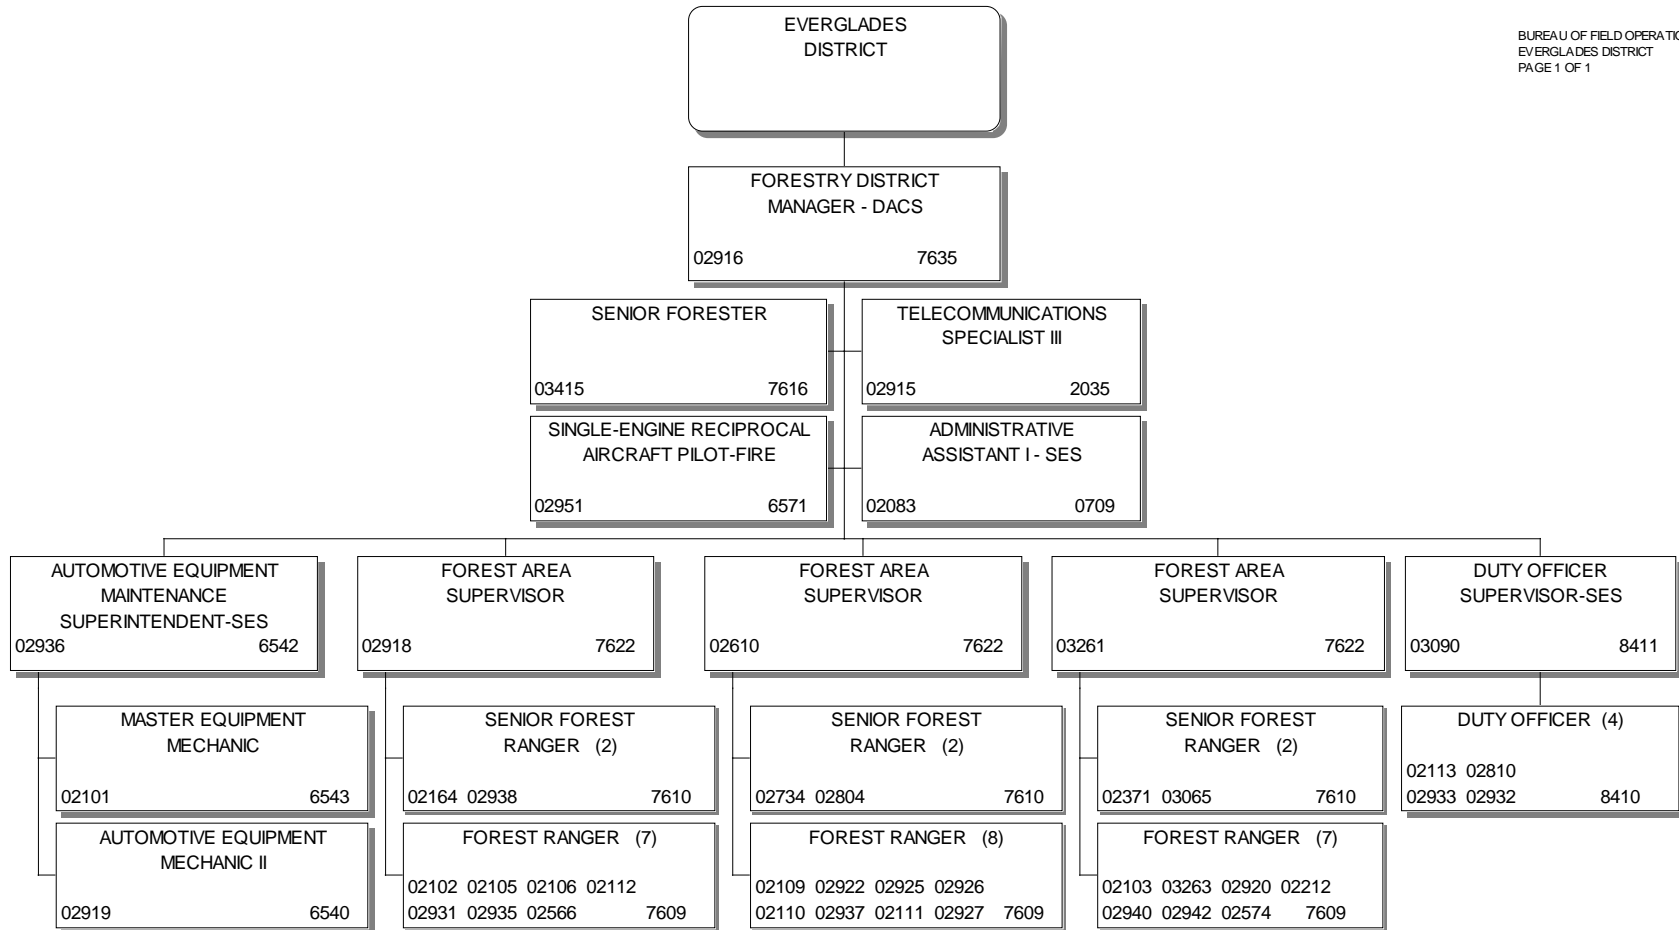 EVERGLADES
DISTRICT
BUREAU OF FIELD OPERATIO
EVERGLADES DISTRICT
PAGE 1 OF 1
FORESTRY DISTRICT
MANAGER - DACS
02916 7635
SENIOR FORESTER
03415 7616
TELECOMMUNICATIONS
SPECIALIST III
02915 2035
SINGLE-ENGINE RECIPROCAL
AIRCRAFT PILOT-FIRE
02951 6571
ADMINISTRATIVE
ASSISTANT I - SES
02083 0709
AUTOMOTIVE EQUIPMENT
MAINTENANCE
SUPERINTENDENT-SES
02936 6542
FOREST AREA
SUPERVISOR
02918 7622
FOREST AREA
SUPERVISOR
02610 7622
FOREST AREA
SUPERVISOR
03261 7622
DUTY OFFICER
SUPERVISOR-SES
03090 8411
MASTER EQUIPMENT
MECHANIC
02101 6543
SENIOR FOREST
RANGER (2)
02164 02938 7610
SENIOR FOREST
RANGER (2)
02734 02804 7610
SENIOR FOREST
RANGER (2)
02371 03065 7610
DUTY OFFICER (4)
02113 02810
02933 02932 8410
AUTOMOTIVE EQUIPMENT
MECHANIC II
02919 6540
FOREST RANGER (7)
02102 02105 02106 02112
02931 02935 02566 7609
FOREST RANGER (8)
02109 02922 02925 02926
02110 02937 02111 02927 7609
FOREST RANGER (7)
02103 03263 02920 02212
02940 02942 02574 7609